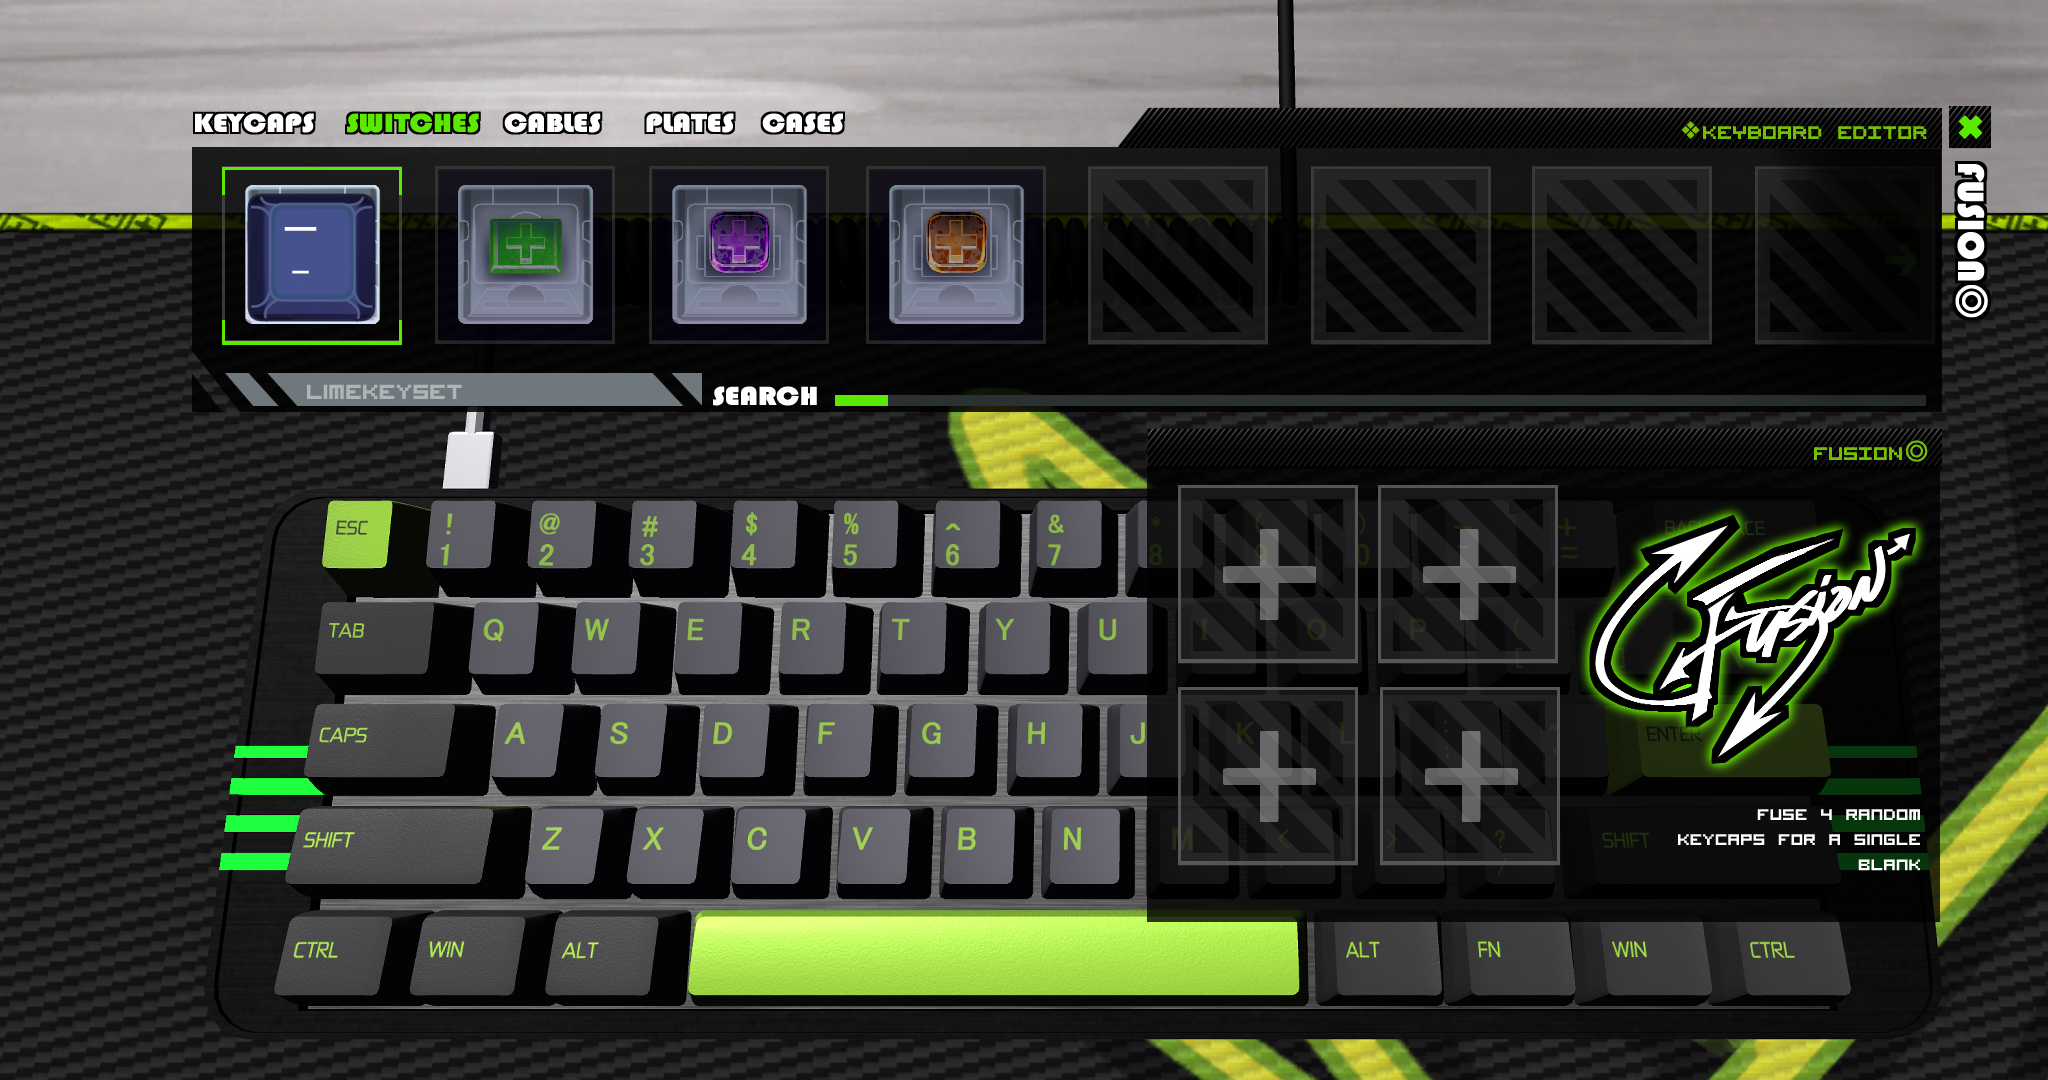 KEYCAPS SWITCHES CABLES PLATES CASES
KEYBOARD EDITOR
FUSION
LIMEKEYSET
SEARCH
FUSION
ESC ! 1 @ 2 # 3 $ 4 % 5 ^ 6 & 7 * 8 ( 9 ) 0 + =
TAB Q W E R T Y U I O P
CAPS A S D F G H J K L ENTER
SHIFT Z X C V B N M < > ? / SHIFT
CTRL WIN ALT ALT FN WIN CTRL
Fusion
FUSE 4 RANDOM
KEYCAPS FOR A SINGLE
BLANK